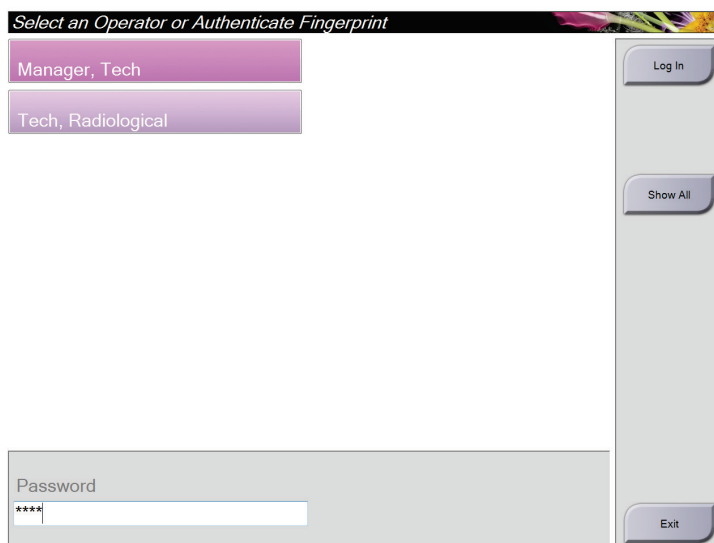 Select an Operator or Authenticate Fingerprint
Manager, Tech
Tech, Radiological
Log In
Show All
Password
****
Exit